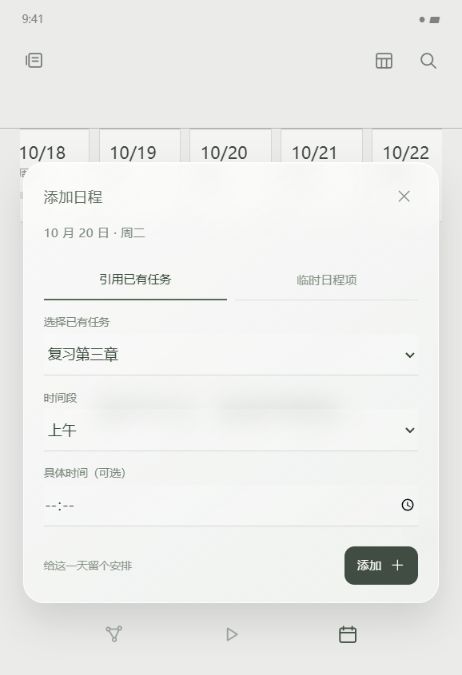 9:41
10/18
10/19
10/20
10/21
10/22
添加日程
10 月 20 日 · 周二
引用已有任务
临时日程项
选择已有任务
复习第三章
时间段
上午
具体时间（可选）
--:--
给这一天留个安排
添加